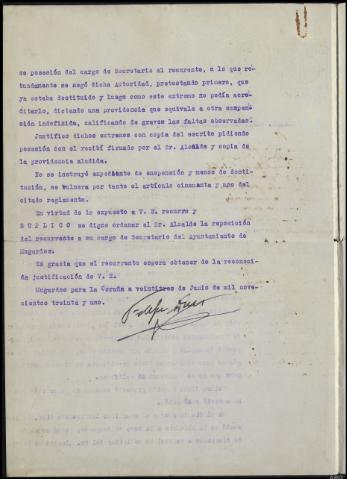 se posesión del cargo de Secretario al recurrente, a lo que ro-
tundamente se negó dicha Autoridad, pretextando primero, que
ya estaba destituido y luego como este extremo no podia acre-
ditarlo, dictando una providencia que equivale a otra suspen-
sión indefinida, calificando de graves las faltas observadas.
Justifico dichos extremos con copia del escrito pidiendo
posesión con el recibí firmado por el Sr. Alcalde y copia de
la providencia aludida.
No se instruyó expediente de suspensión y menos de desti-
tución, se vulnera por tanto el artículo cincuenta y uno del
citado reglamento.
En virtud de lo expuesto a V. E. recurro y
SUPLICO se digne ordenar al Sr. Alcalde la reposición
del recurrente a su cargo de Secretario del Ayuntamiento de
Mugardos.
Es gracia que el recurrente espera obtener de la reconoci-
da justificación de V. E.
Mugardos para la Coruña a veintitres de Junio de mil nove-
cientos treinta y uno.